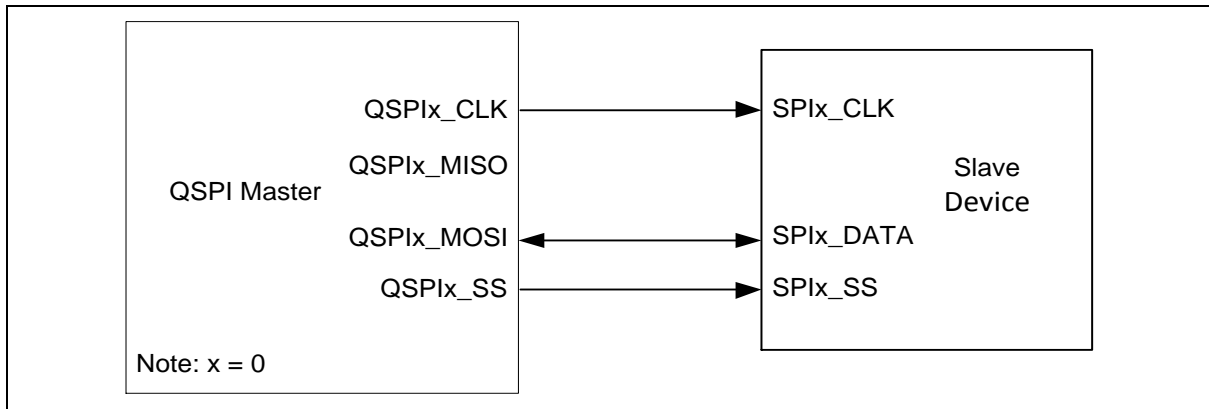 QSPIx_CLK
QSPIx_MISO
QSPI Master
QSPIx_MOSI
QSPIx_SS
Note: x = 0
SPIx_CLK
Slave
Device
SPIx_DATA
SPIx_SS